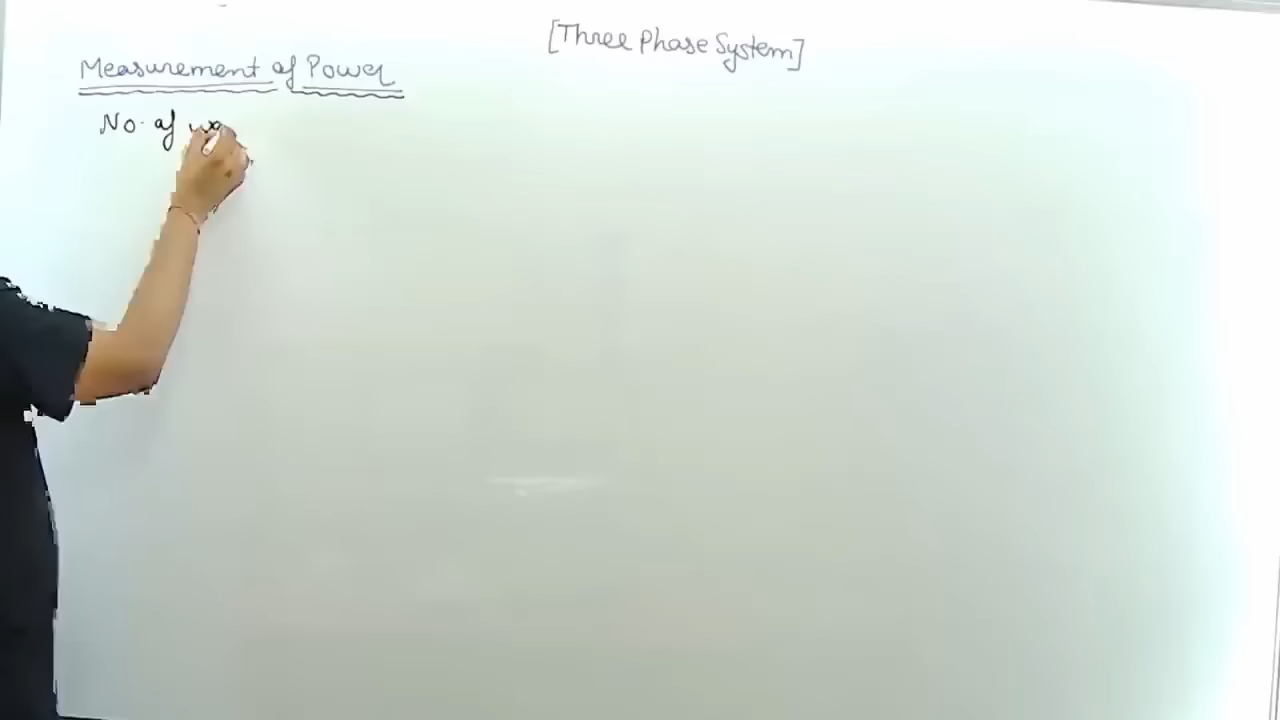 [Three Phase System]
Measurement of Power
No. of